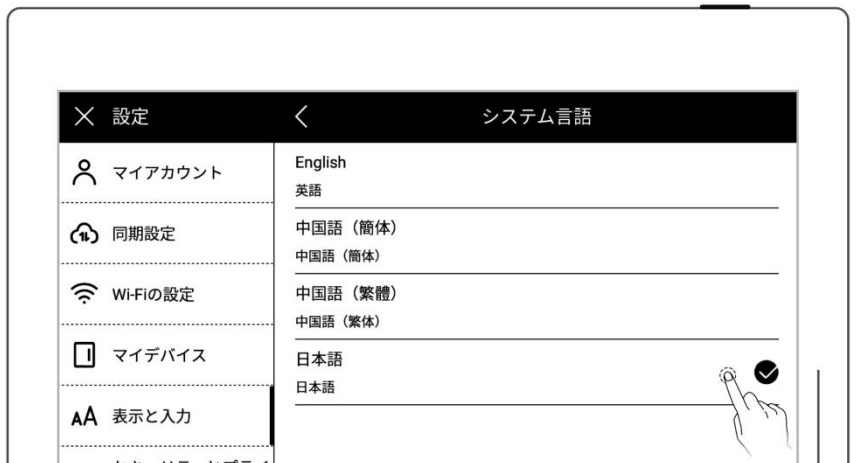 設定
システム言語
マイアカウント
同期設定
Wi-Fiの設定
マイデバイス
AA 表示と入力
English
英語
中国語（簡体）
中国語（簡体）
中国語（繁體）
中国語（繁体）
日本語
日本語